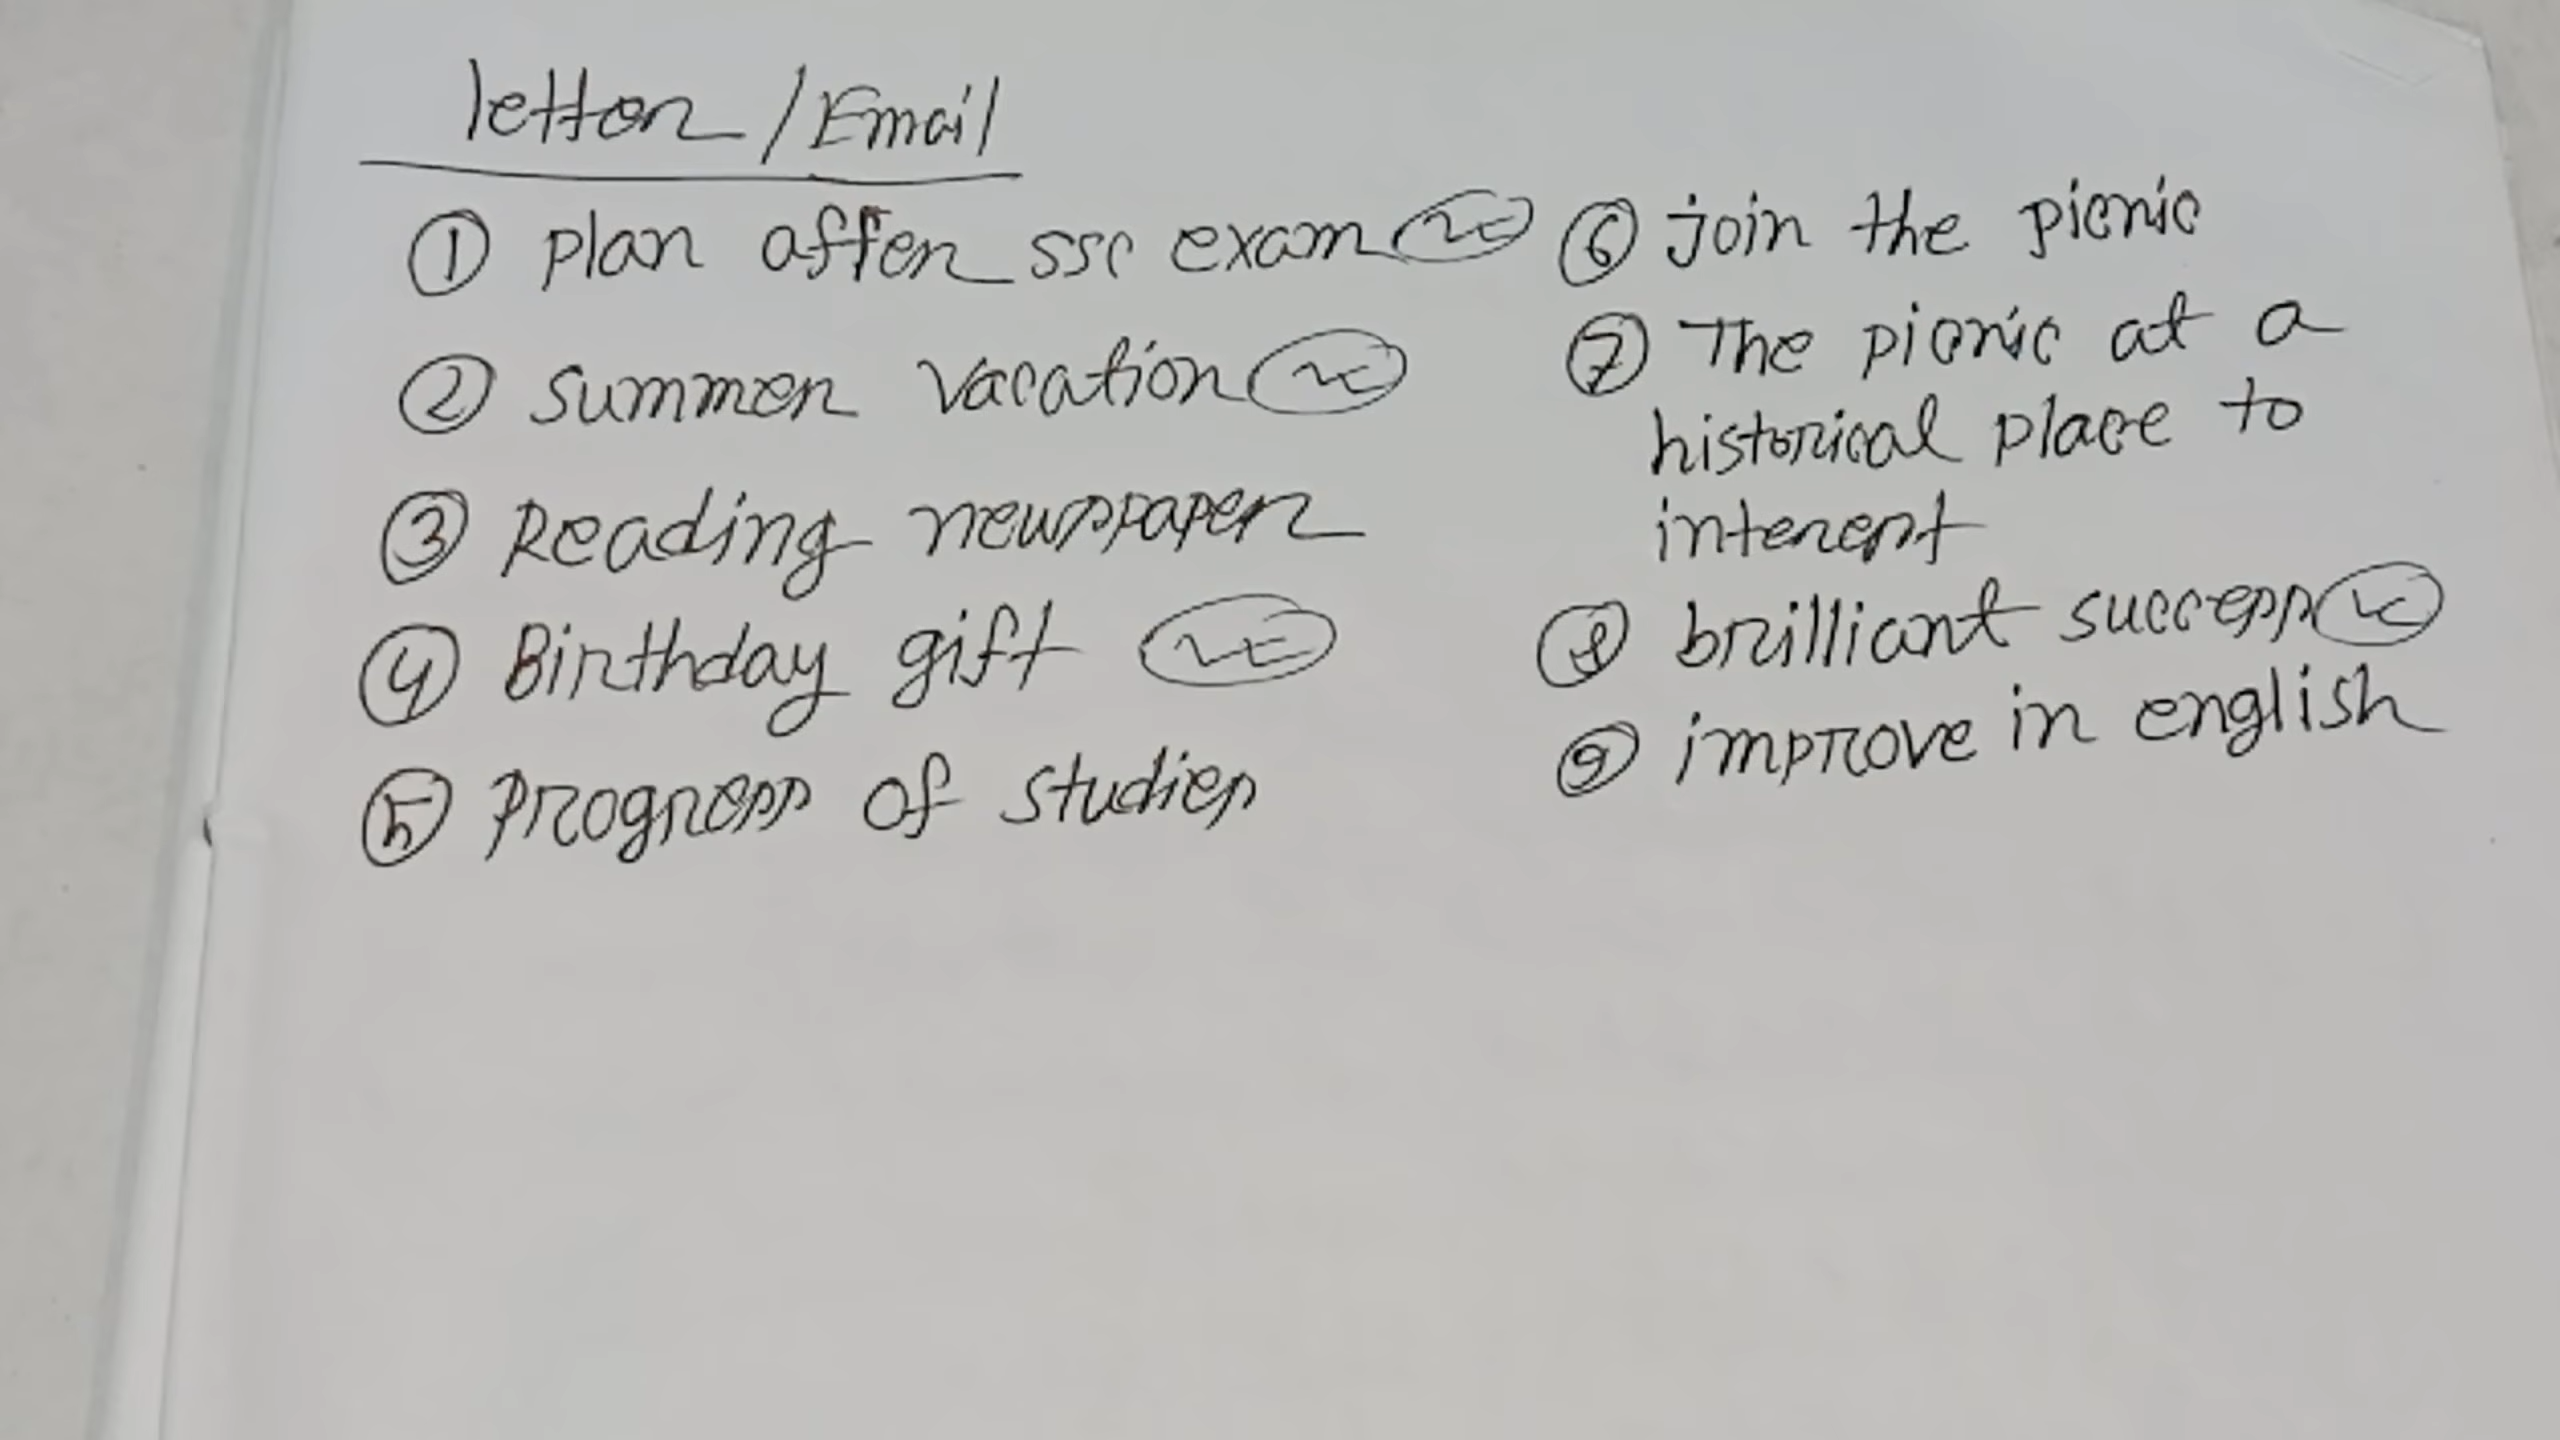 letter / Email
① plan after ssc exam
② summer vacation
③ Reading newspaper
④ Birthday gift
⑤ progress of studies
⑥ join the picnic
⑦ The picnic at a
historical place to
interest
⑧ brilliant success
⑨ improve in english